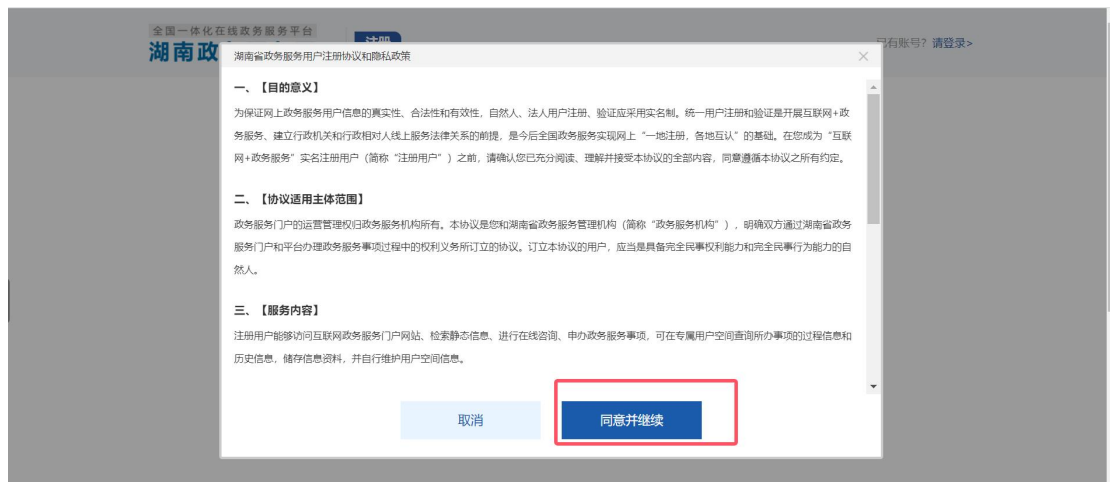 全国一体化在线政务服务平台
湖南政
注册
已有账号？请登录>
湖南省政务服务用户注册协议和隐私政策
一、【目的意义】
为保证网上政务服务用户信息的真实性、合法性和有效性，自然人、法人用户注册、验证应采用实名制。统一用户注册和验证是开展互联网+政
务服务、建立行政机关和行政相对人线上服务法律关系的前提，是今后全国政务服务实现网上“一地注册，各地互认”的基础。在您成为“互联
网+政务服务”实名注册用户（简称“注册用户”）之前，请确认您已充分阅读、理解并接受本协议的全部内容，同意遵循本协议之所有约定。
二、【协议适用主体范围】
政务服务门户的运营管理权归政务服务机构所有。本协议是您和湖南省政务服务管理机构（简称“政务服务机构”），明确双方通过湖南省政务
服务门户和平台办理政务服务事项过程中的权利义务所订立的协议。订立本协议的用户，应当是具备完全民事权利能力和完全民事行为能力的自
然人。
三、【服务内容】
注册用户能够访问互联网政务服务门户网站、检索静态信息、进行在线咨询、申办政务服务事项，可在专属用户空间查询所办事项的过程信息和
历史信息，储存信息资料，并自行维护用户空间信息。
取消
同意并继续